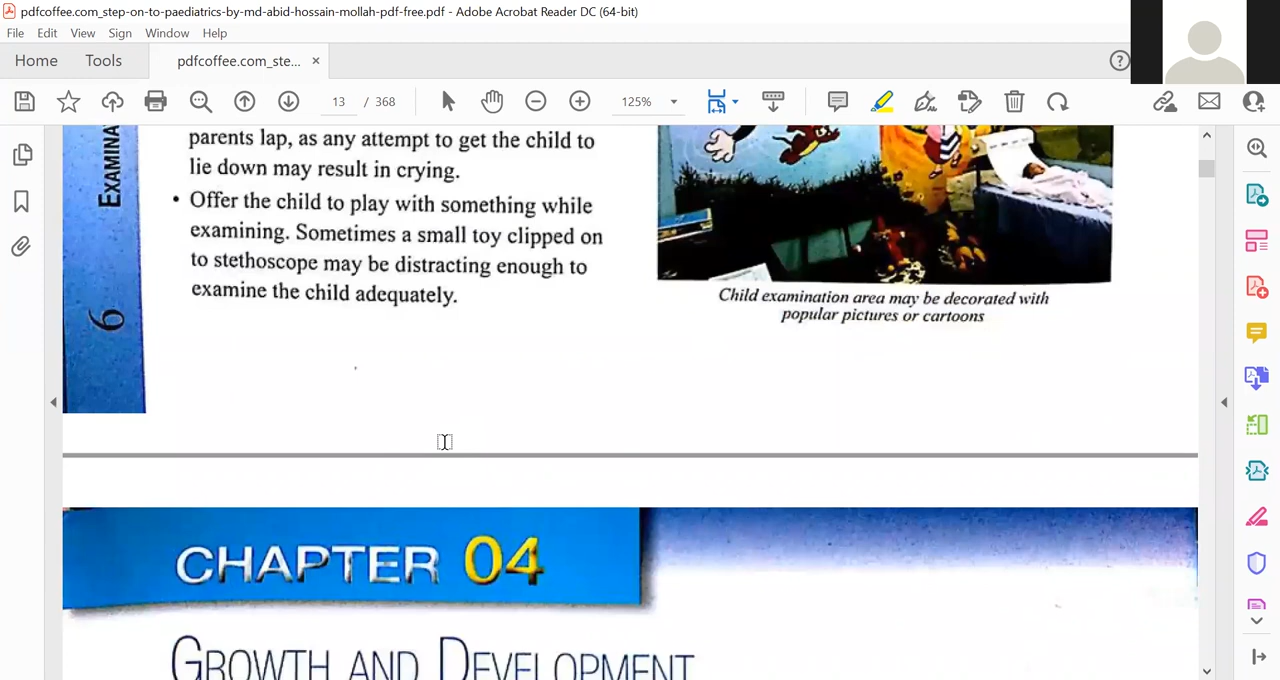 pdfcoffee.com_step-on-to-paediatrics-by-md-abid-hossain-mollah-pdf-free.pdf - Adobe Acrobat Reader DC (64-bit)
File Edit View Sign Window Help
Home Tools pdfcoffee.com_ste... ×
13 / 368 125%
parents lap, as any attempt to get the child to
lie down may result in crying.
• Offer the child to play with something while
examining. Sometimes a small toy clipped on
to stethoscope may be distracting enough to
examine the child adequately.
EXAMINA
6
Child examination area may be decorated with
popular pictures or cartoons
CHAPTER 04
GROWTH AND DEVELOPMENT